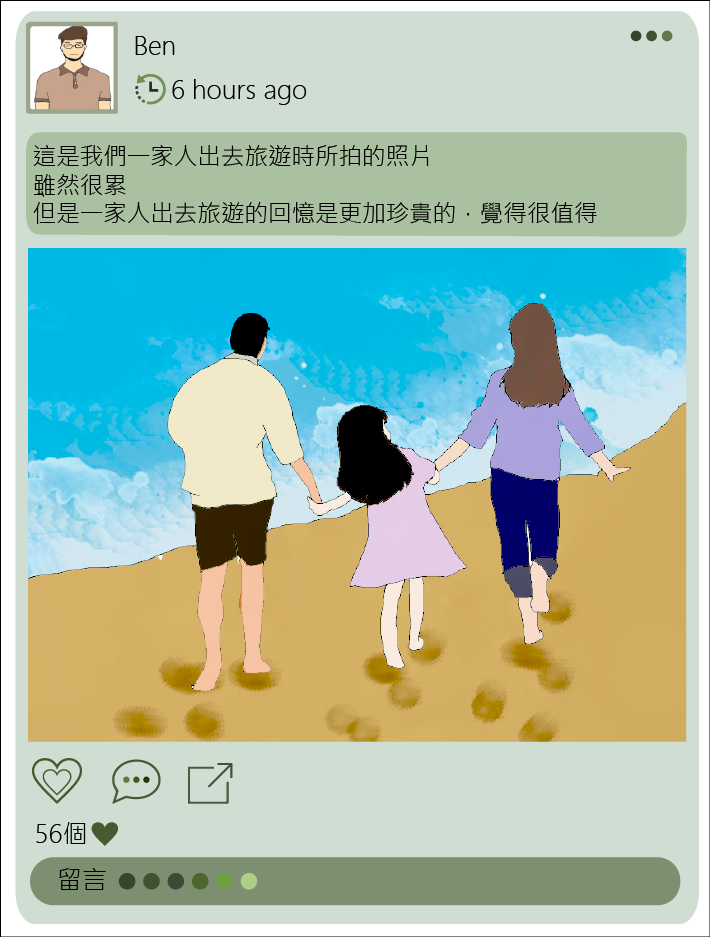 Ben
6 hours ago
這是我們一家人出去旅遊時所拍的照片
雖然很累
但是一家人出去旅遊的回憶是更加珍貴的，覺得很值得
56個
留言